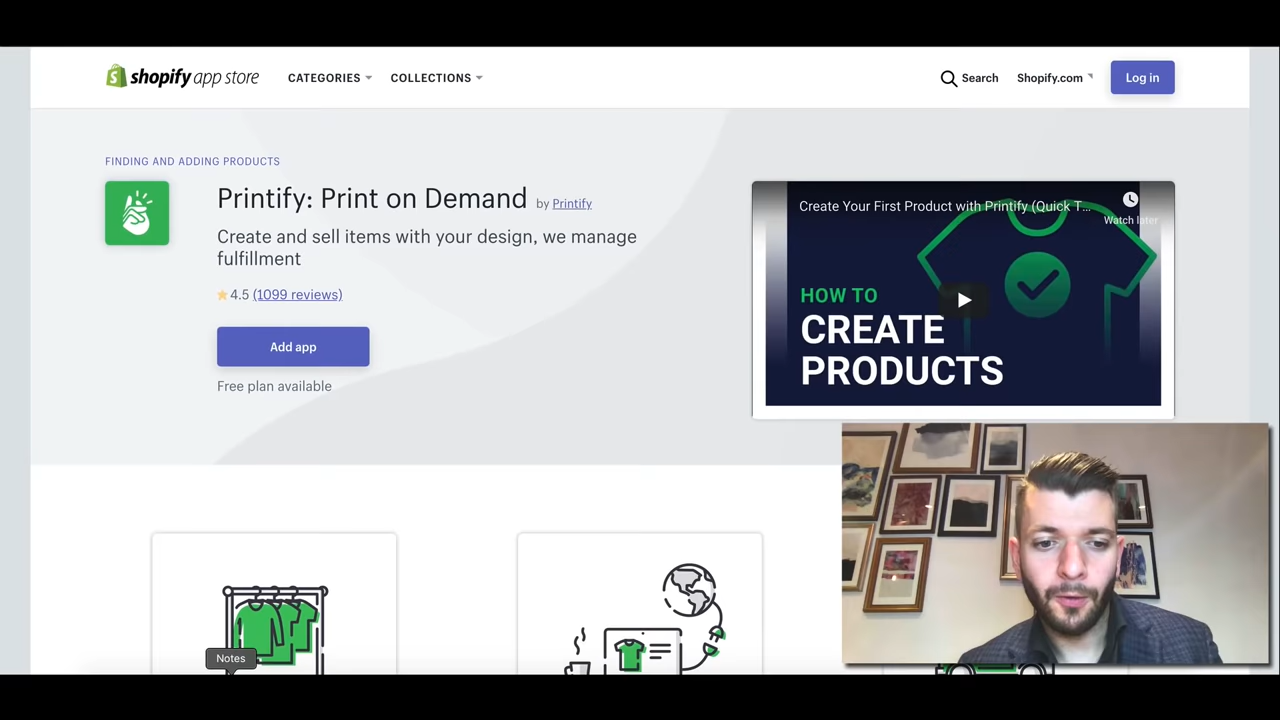 shopify app store
CATEGORIES
COLLECTIONS
Search
Shopify.com
Log in
FINDING AND ADDING PRODUCTS
Printify: Print on Demand by Printify
Create and sell items with your design, we manage
fulfillment
4.5 (1099 reviews)
Add app
Free plan available
Create Your First Product with Printify (Quick T...
Watch later
HOW TO
CREATE
PRODUCTS
Notes